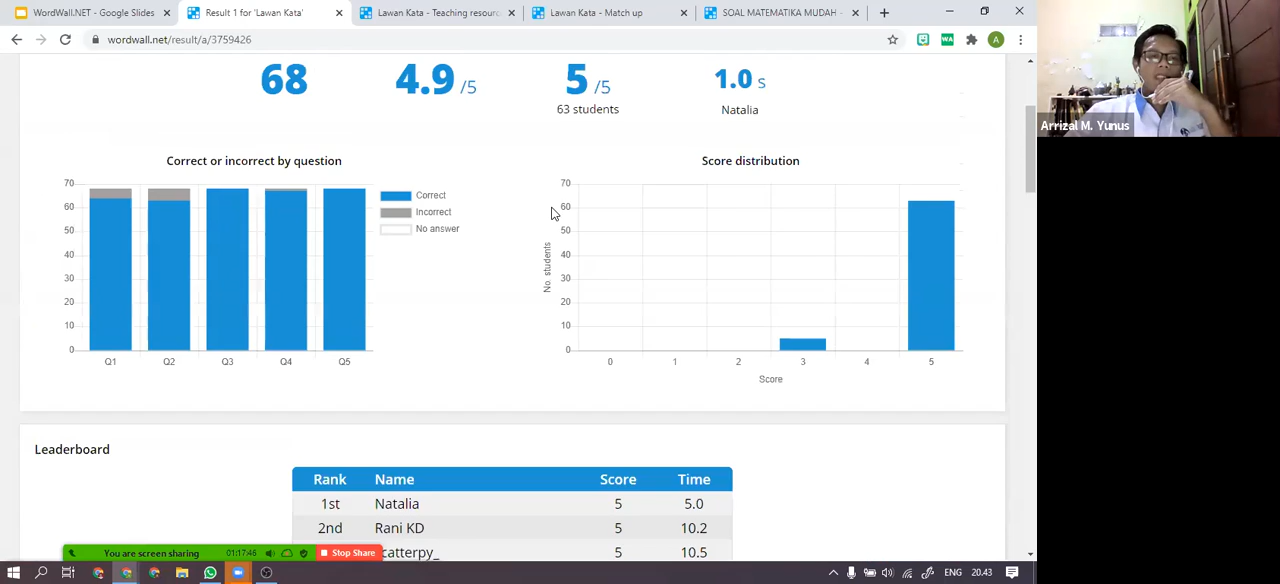 WordWall.NET - Google Slides
Result 1 for 'Lawan Kata'
Lawan Kata - Teaching resourc
Lawan Kata - Match up
SOAL MATEMATIKA MUDAH -
wordwall.net/result/a/3759426
A
WA
68
4.9 /5
5 /5
63 students
1.0 s
Natalia
Arrizal M. Yunus
Correct or incorrect by question
70
60
50
40
30
20
10
0
Q1 Q2 Q3 Q4 Q5
Correct
Incorrect
No answer
Score distribution
No. students
70
60
50
40
30
20
10
0
0 1 2 3 4 5
Score
Leaderboard
Rank Name Score Time
1st Natalia 5 5.0
2nd Rani KD 5 10.2
catterpy_ 5 10.5
You are screen sharing
01:17:46
Stop Share
ENG
20.43